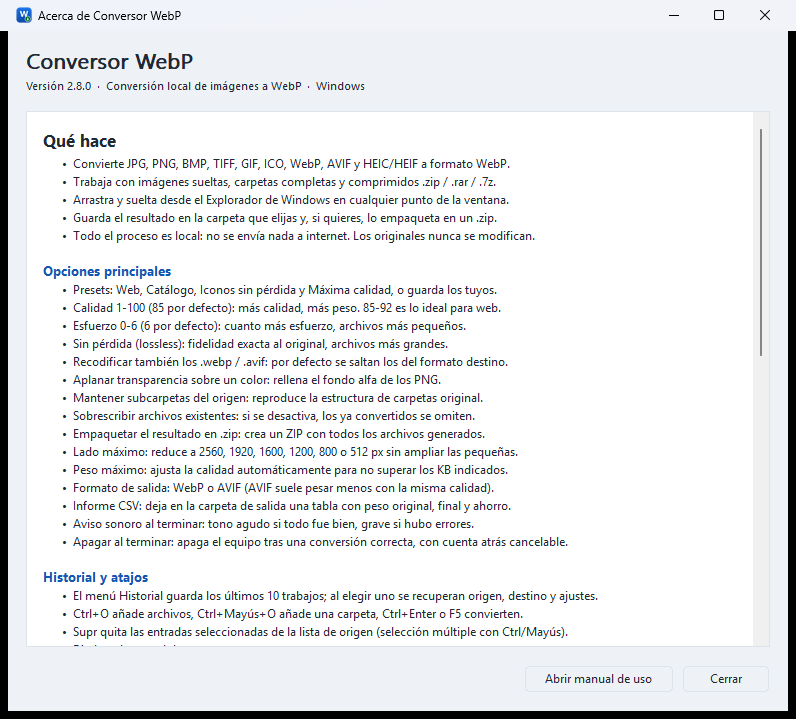 Acerca de Conversor WebP
Conversor WebP
Versión 2.8.0 · Conversión local de imágenes a WebP · Windows
Qué hace
• Convierte JPG, PNG, BMP, TIFF, GIF, ICO, WebP, AVIF y HEIC/HEIF a formato WebP.
• Trabaja con imágenes sueltas, carpetas completas y comprimidos .zip / .rar / .7z.
• Arrastra y suelta desde el Explorador de Windows en cualquier punto de la ventana.
• Guarda el resultado en la carpeta que elijas y, si quieres, lo empaqueta en un .zip.
• Todo el proceso es local: no se envía nada a internet. Los originales nunca se modifican.
Opciones principales
• Presets: Web, Catálogo, Iconos sin pérdida y Máxima calidad, o guarda los tuyos.
• Calidad 1-100 (85 por defecto): más calidad, más peso. 85-92 es lo ideal para web.
• Esfuerzo 0-6 (6 por defecto): cuanto más esfuerzo, archivos más pequeños.
• Sin pérdida (lossless): fidelidad exacta al original, archivos más grandes.
• Recodificar también los .webp / .avif: por defecto se saltan los del formato destino.
• Aplanar transparencia sobre un color: rellena el fondo alfa de los PNG.
• Mantener subcarpetas del origen: reproduce la estructura de carpetas original.
• Sobrescribir archivos existentes: si se desactiva, los ya convertidos se omiten.
• Empaquetar el resultado en .zip: crea un ZIP con todos los archivos generados.
• Lado máximo: reduce a 2560, 1920, 1600, 1200, 800 o 512 px sin ampliar las pequeñas.
• Peso máximo: ajusta la calidad automáticamente para no superar los KB indicados.
• Formato de salida: WebP o AVIF (AVIF suele pesar menos con la misma calidad).
• Informe CSV: deja en la carpeta de salida una tabla con peso original, final y ahorro.
• Aviso sonoro al terminar: tono agudo si todo fue bien, grave si hubo errores.
• Apagar al terminar: apaga el equipo tras una conversión correcta, con cuenta atrás cancelable.
Historial y atajos
• El menú Historial guarda los últimos 10 trabajos; al elegir uno se recuperan origen, destino y ajustes.
• Ctrl+O añade archivos, Ctrl+Mayús+O añade una carpeta, Ctrl+Enter o F5 convierten.
• Supr quita las entradas seleccionadas de la lista de origen (selección múltiple con Ctrl/Mayús).
Abrir manual de uso
Cerrar